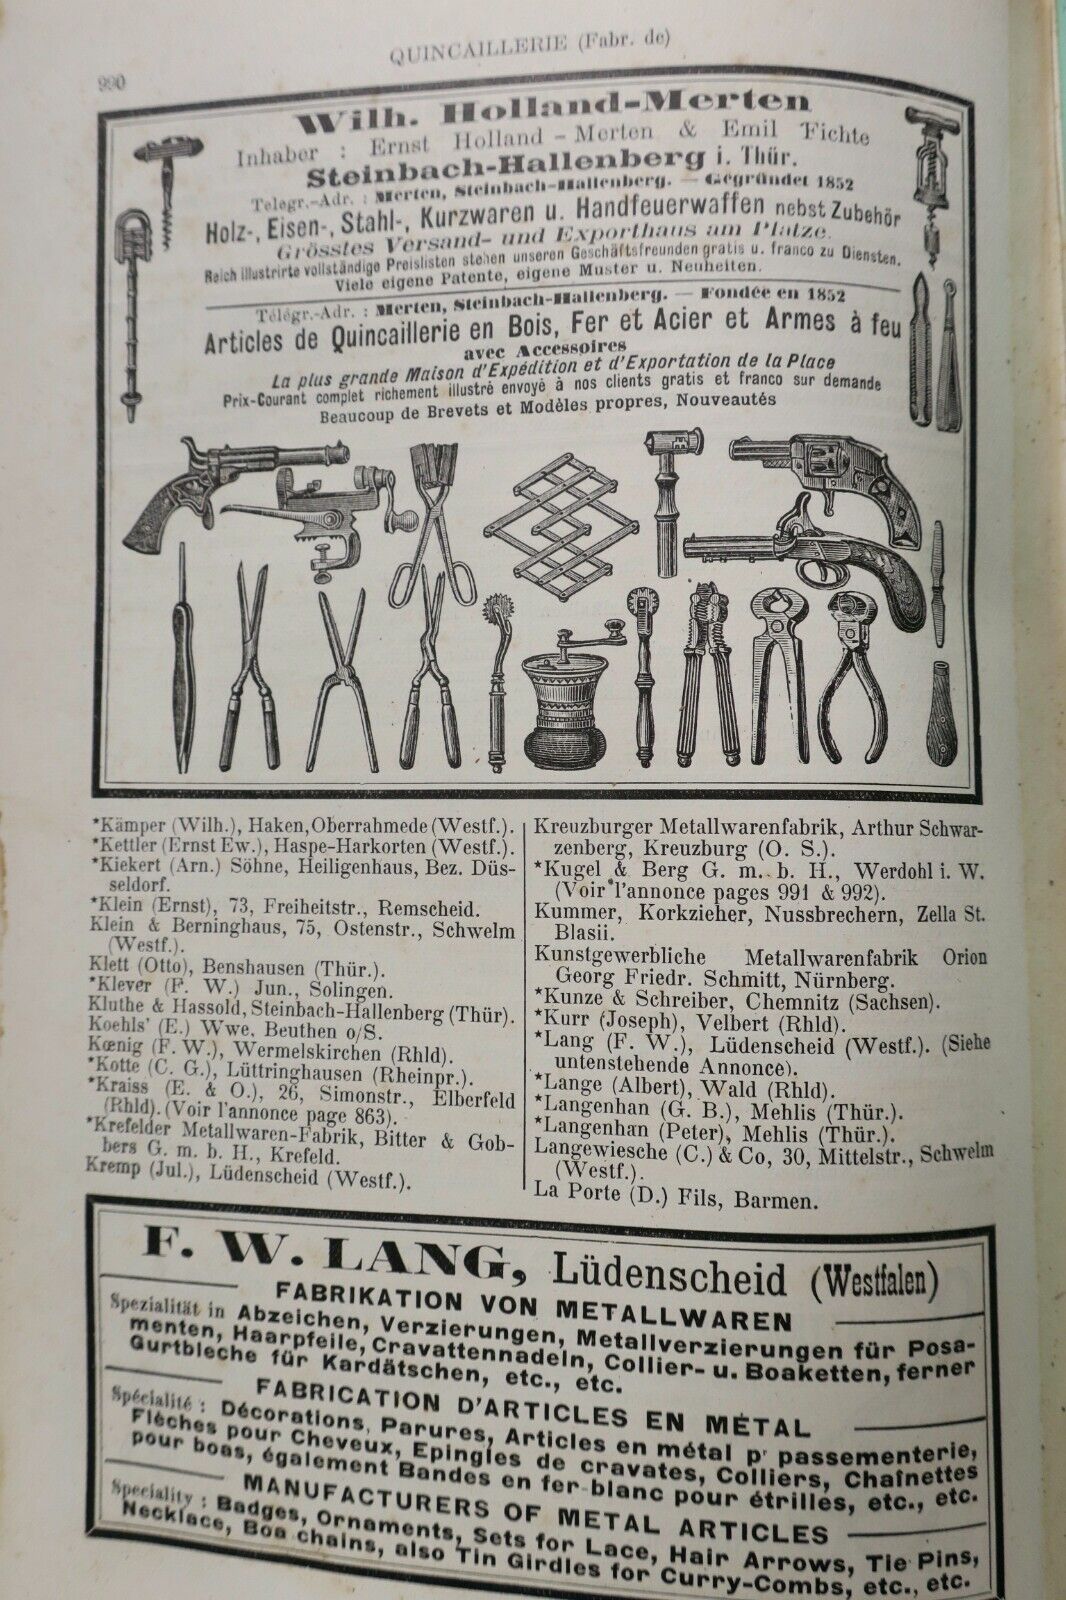 QUINCAILLERIE (Fabr. de)
990
Wilh. Holland-Merten
Inhaber : Ernst Holland - Merten & Emil Fichte
Steinbach-Hallenberg i. Thür.
Telegr.-Adr. : Merten, Steinbach-Hallenberg. — Gegründet 1852
Holz-, Eisen-, Stahl-, Kurzwaren u. Handfeuerwaffen nebst Zubehör
Grösstes Versand- und Exporthaus am Platze.
Reich illustrirte vollständige Preislisten stehen unseren Geschäftsfreunden gratis u. franco zu Diensten.
Viele eigene Patente, eigene Muster u. Neuheiten.
Télégr.-Adr. : Merten, Steinbach-Hallenberg. — Fondée en 1852
Articles de Quincaillerie en Bois, Fer et Acier et Armes à feu
avec Accessoires
La plus grande Maison d'Expédition et d'Exportation de la Place
Prix-Courant complet richement illustré envoyé à nos clients gratis et franco sur demande
Beaucoup de Brevets et Modèles propres, Nouveautés
*Kämper (Wilh.), Haken, Oberrahmede (Westf.).
*Kettler (Ernst Ew.), Haspe-Harkorten (Westf.).
*Kiekert (Arn.) Söhne, Heiligenhaus, Bez. Düs-
seldorf.
*Klein (Ernst), 73, Freiheitstr., Remscheid.
Klein & Berninghaus, 75, Ostenstr., Schwelm
(Westf.).
Klett (Otto), Benshausen (Thür.).
*Klever (F. W.) Jun., Solingen.
Kluthe & Hassold, Steinbach-Hallenberg (Thür).
Koehls' (E.) Wwe, Beuthen o/S.
Kœnig (F. W.), Wermelskirchen (Rhld).
*Kotte (C. G.), Lüttringhausen (Rheinpr.).
*Kraiss (E. & O.), 26, Simonstr., Elberfeld
(Rhld). (Voir l'annonce page 863).
*Krefelder Metallwaren-Fabrik, Bitter & Gob-
bers G. m. b. H., Krefeld.
Kremp (Jul.), Lüdenscheid (Westf.).
Kreuzburger Metallwarenfabrik, Arthur Schwar-
zenberg, Kreuzburg (O. S.).
*Kugel & Berg G. m. b. H., Werdohl i. W.
(Voir l'annonce pages 991 & 992).
Kummer, Korkzieher, Nussbrechern, Zella St.
Blasii.
Kunstgewerbliche Metallwarenfabrik Orion
Georg Friedr. Schmitt, Nürnberg.
*Kunze & Schreiber, Chemnitz (Sachsen).
*Kurr (Joseph), Velbert (Rhld).
*Lang (F. W.), Lüdenscheid (Westf.). (Siehe
untenstehende Annonce).
*Lange (Albert), Wald (Rhld).
*Langenhan (G. B.), Mehlis (Thür.).
*Langenhan (Peter), Mehlis (Thür.).
Langewiesche (C.) & Co, 30, Mittelstr., Schwelm
(Westf.).
La Porte (D.) Fils, Barmen.
F. W. LANG, Lüdenscheid (Westfalen)
FABRIKATION VON METALLWAREN
Spezialität in Abzeichen, Verzierungen, Metallverzierungen für Posa-
menten, Haarpfeile, Cravattennadeln, Collier- u. Boaketten, ferner
Gurtbleche für Kardätschen, etc., etc.
FABRICATION D'ARTICLES EN MÉTAL
Spécialité : Décorations, Parures, Articles en métal pr passementerie,
Flèches pour Cheveux, Epingles de cravates, Colliers, Chaînettes
pour boas, également Bandes en fer-blanc pour étrilles, etc., etc.
MANUFACTURERS OF METAL ARTICLES
Speciality : Badges, Ornaments, Sets for Lace, Hair Arrows, Tie Pins,
Necklace, Boa chains, also Tin Girdles for Curry-Combs, etc., etc.